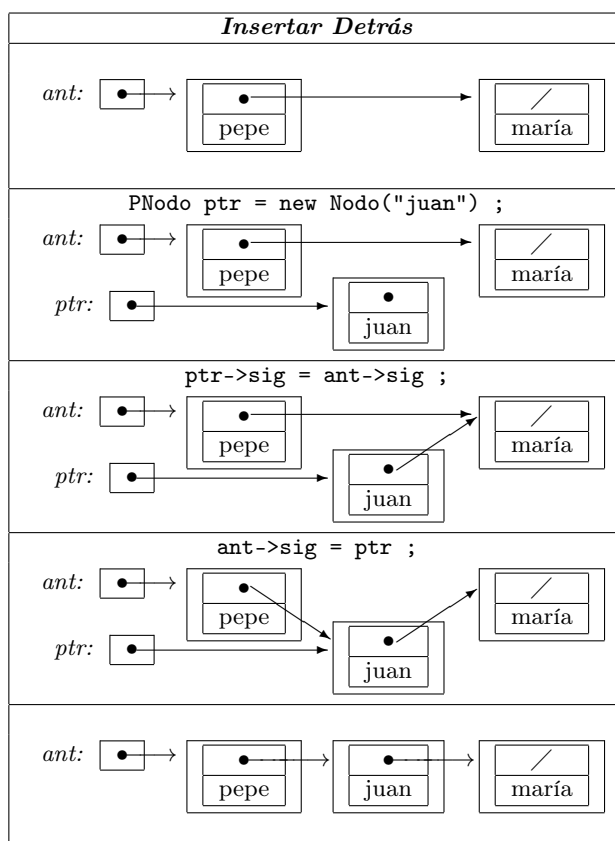 Insertar Detrás
ant:
pepe
maría
PNodo ptr = new Nodo("juan") ;
ant:
pepe
maría
ptr:
juan
ptr->sig = ant->sig ;
ant:
pepe
maría
ptr:
juan
ant->sig = ptr ;
ant:
pepe
maría
ptr:
juan
ant:
pepe
juan
maría